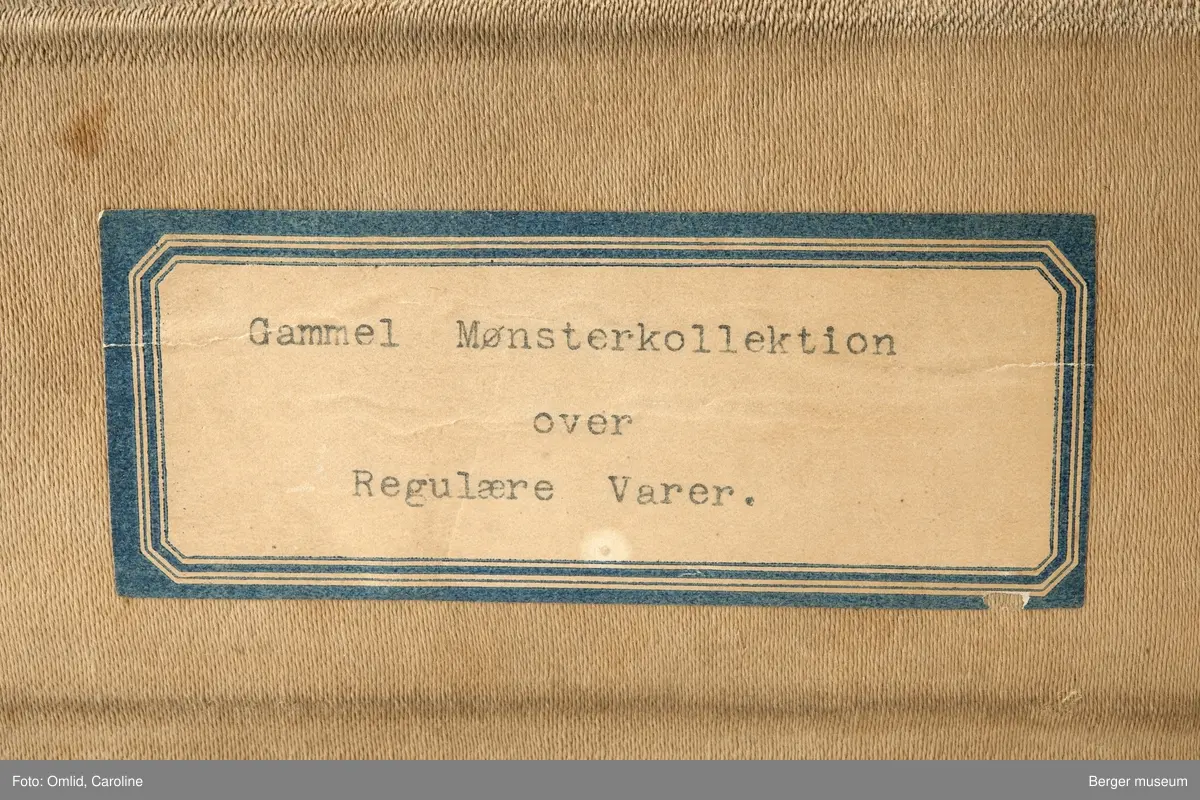 Gammel Mønsterkollektion
over
Regulære Varer.
Foto: Omlid, Caroline
Berger museum